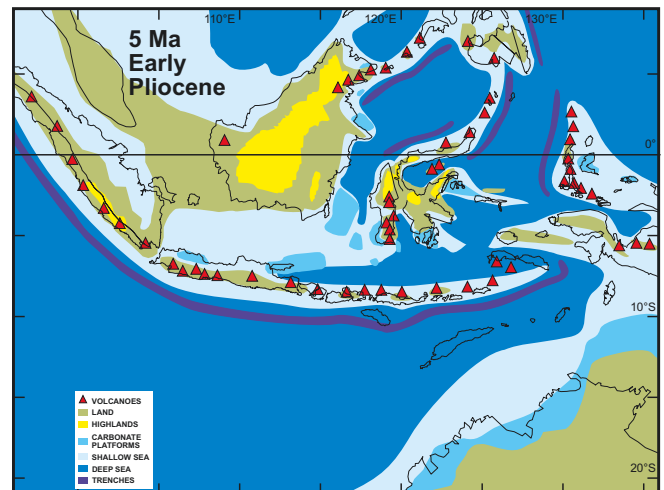 110°E
120°E
130°E
5 Ma
Early
Pliocene
0°
10°S
20°S
VOLCANOES
LAND
HIGHLANDS
CARBONATE
PLATFORMS
SHALLOW SEA
DEEP SEA
TRENCHES